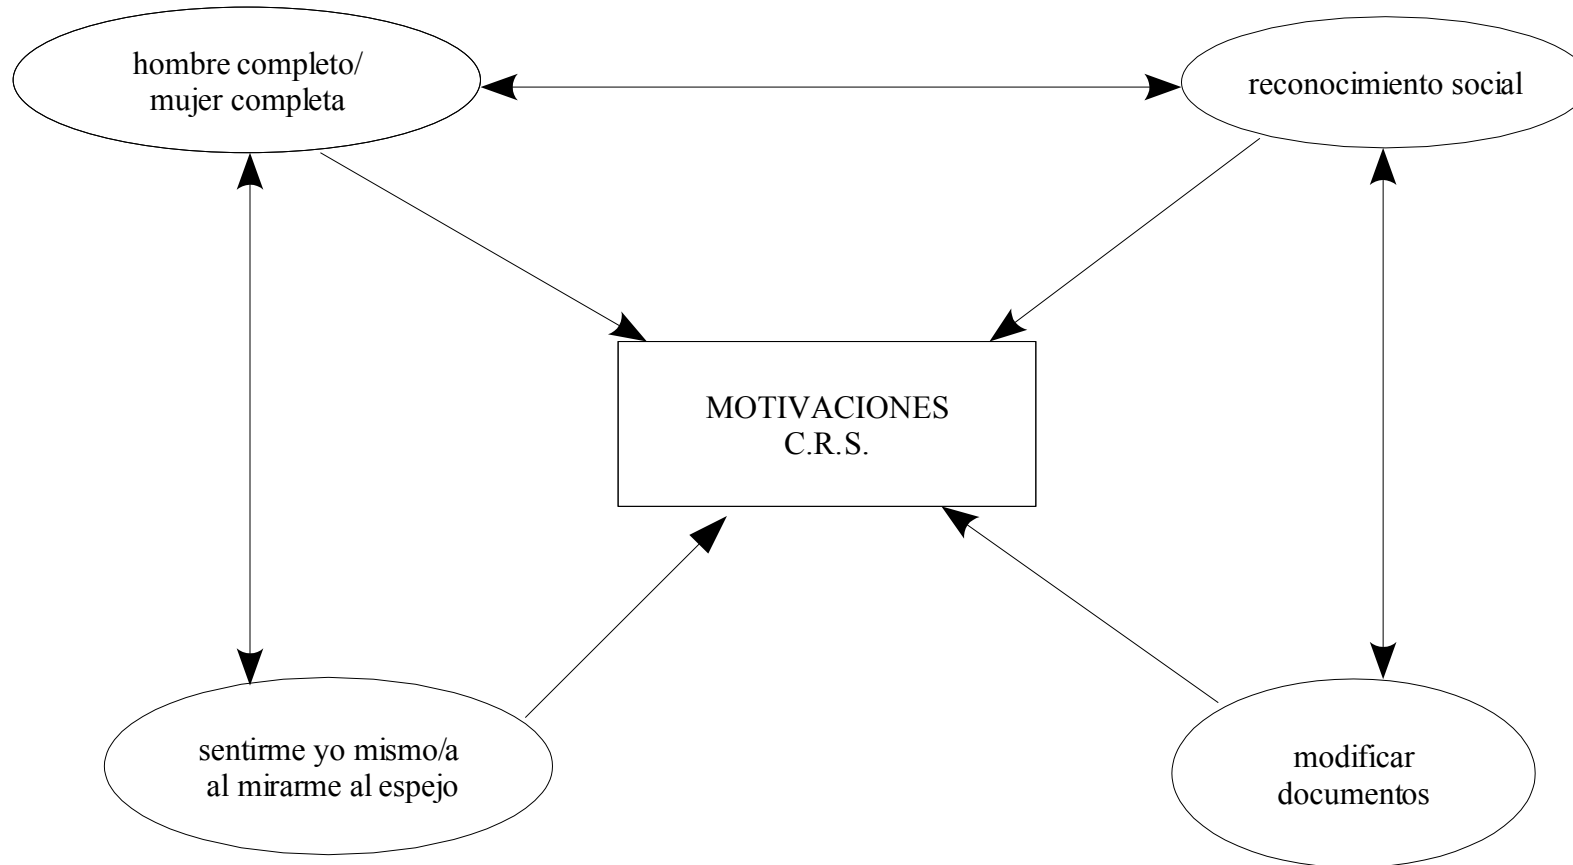 hombre completo/
mujer completa
reconocimiento social
MOTIVACIONES
C.R.S.
sentirme yo mismo/a
al mirarme al espejo
modificar
documentos